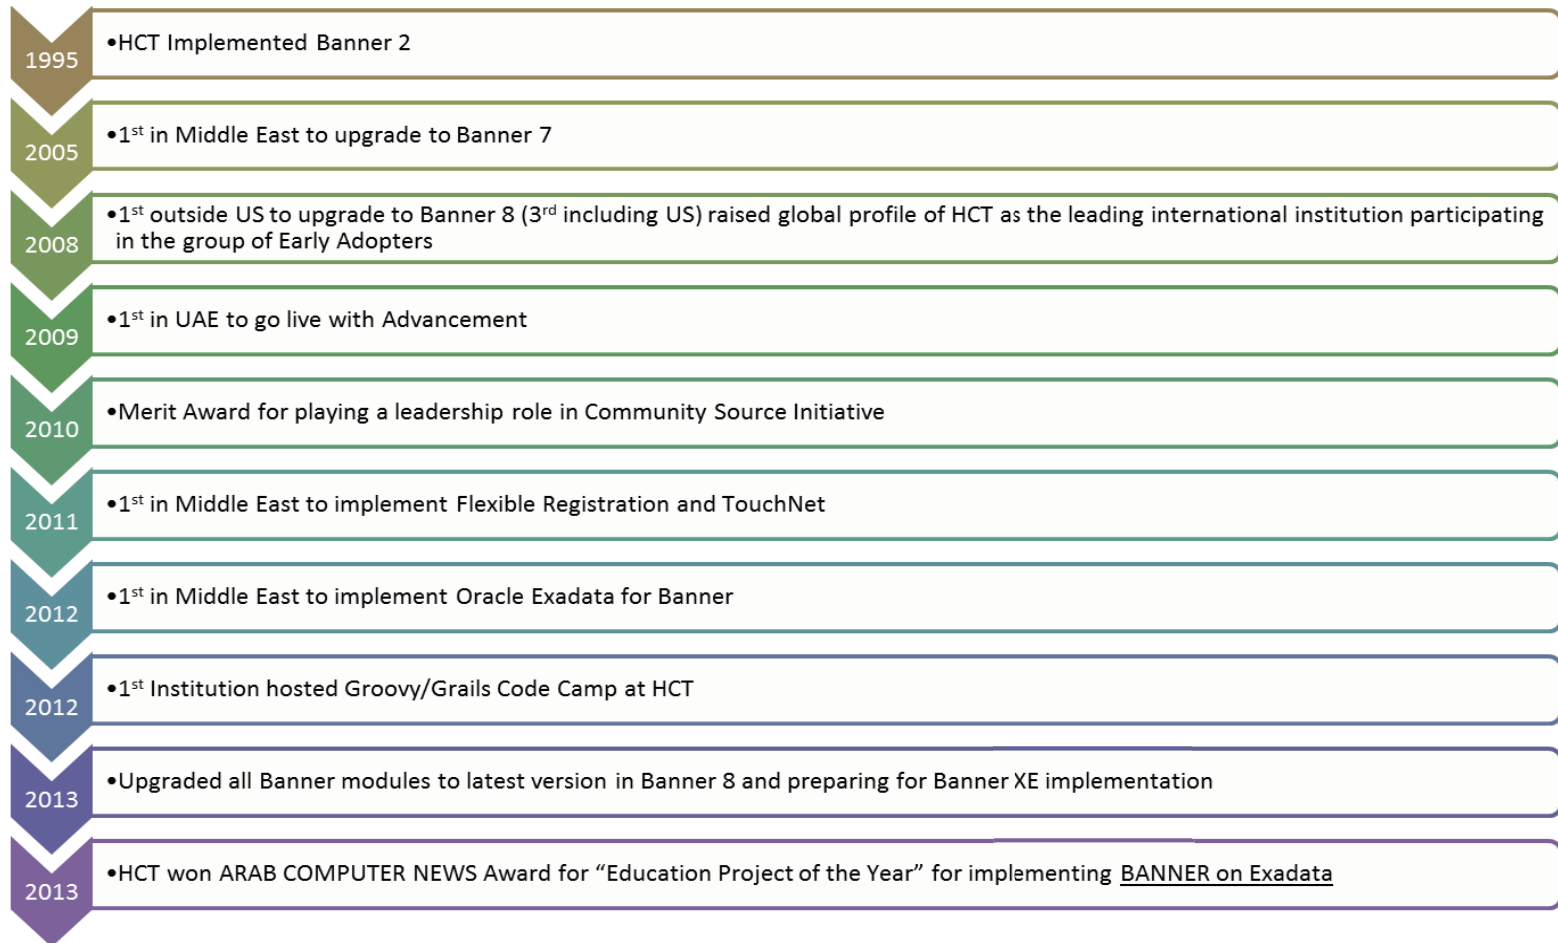 1995
•HCT Implemented Banner 2
2005
•1st in Middle East to upgrade to Banner 7
2008
•1st outside US to upgrade to Banner 8 (3rd including US) raised global profile of HCT as the leading international institution participating
in the group of Early Adopters
2009
•1st in UAE to go live with Advancement
2010
•Merit Award for playing a leadership role in Community Source Initiative
2011
•1st in Middle East to implement Flexible Registration and TouchNet
2012
•1st in Middle East to implement Oracle Exadata for Banner
2012
•1st Institution hosted Groovy/Grails Code Camp at HCT
2013
•Upgraded all Banner modules to latest version in Banner 8 and preparing for Banner XE implementation
2013
•HCT won ARAB COMPUTER NEWS Award for “Education Project of the Year” for implementing BANNER on Exadata